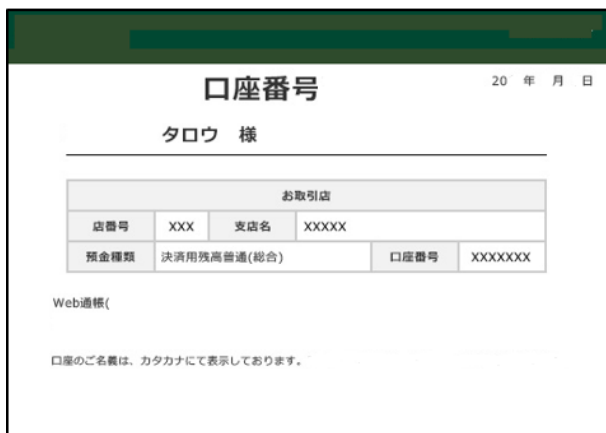 口座番号
20 年 月 日
タロウ 様
お取引店
店番号 XXX 支店名 XXXXX
預金種類 決済用残高普通(総合) 口座番号 XXXXXXX
Web通帳(
口座のご名義は、カタカナにて表示しております。